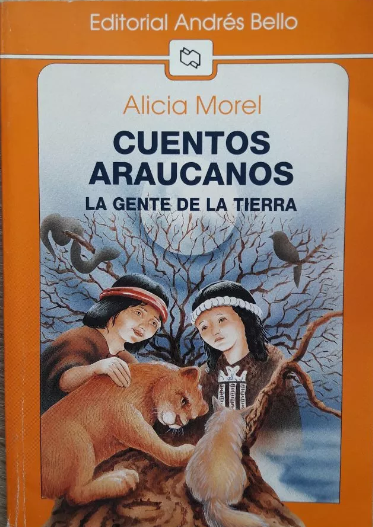 Editorial Andrés Bello
Alicia Morel
CUENTOS
ARAUCANOS
LA GENTE DE LA TIERRA